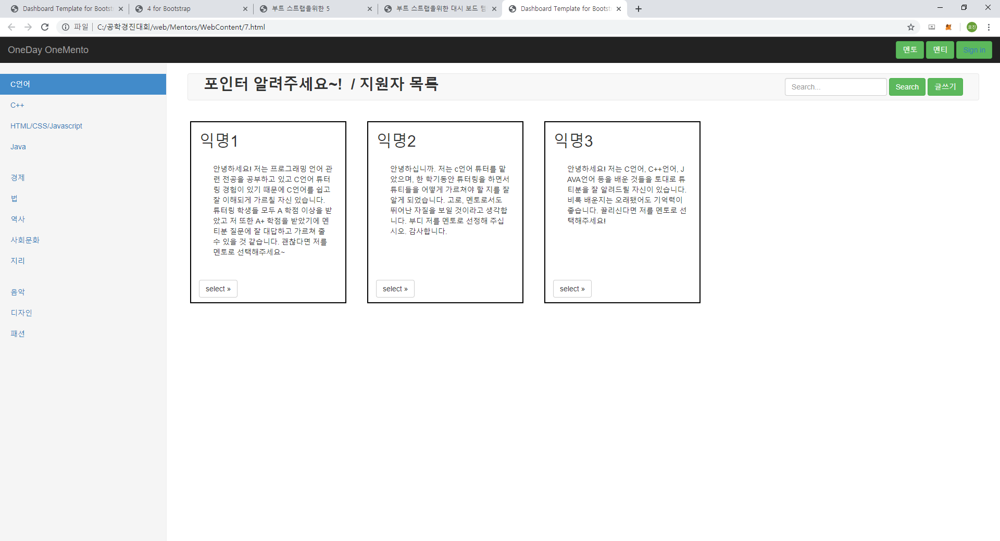 Dashboard Template for Bootst
4 for Bootstrap
부트 스트랩을위한 5
부트 스트랩을위한 대시 보드 템
Dashboard Template for Bootst
파일
C:/공학경진대회/web/Mentors/WebContent/7.html
효진
OneDay OneMento
멘토
멘티
Sign in
C언어
C++
HTML/CSS/Javascript
Java
경제
법
역사
사회문화
지리
음악
디자인
패션
포인터 알려주세요~! / 지원자 목록
Search...
Search
글쓰기
익명1
안녕하세요! 저는 프로그래밍 언어 관
련 전공을 공부하고 있고 C언어 튜터
링 경험이 있기 때문에 C언어를 쉽고
잘 이해되게 가르칠 자신 있습니다.
튜터링 학생들 모두 A 학점 이상을 받
았고 저 또한 A+ 학점을 받았기에 멘
티분 질문에 잘 대답하고 가르쳐 줄
수 있을 것 같습니다. 괜찮다면 저를
멘토로 선택해주세요~
select »
익명2
안녕하십니까. 저는 c언어 튜터를 맡
았으며, 한 학기동안 튜터링을 하면서
튜티들을 어떻게 가르쳐야 할 지를 잘
알게 되었습니다. 고로, 멘토로서도
뛰어난 자질을 보일 것이라고 생각합
니다. 부디 저를 멘토로 선정해 주십
시오. 감사합니다.
select »
익명3
안녕하세요! 저는 C언어, C++언어, J
AVA언어 등을 배운 것들을 토대로 튜
티분을 잘 알려드릴 자신이 있습니다.
비록 배운지는 오래됐어도 기억력이
좋습니다. 끌리신다면 저를 멘토로 선
택해주세요!
select »